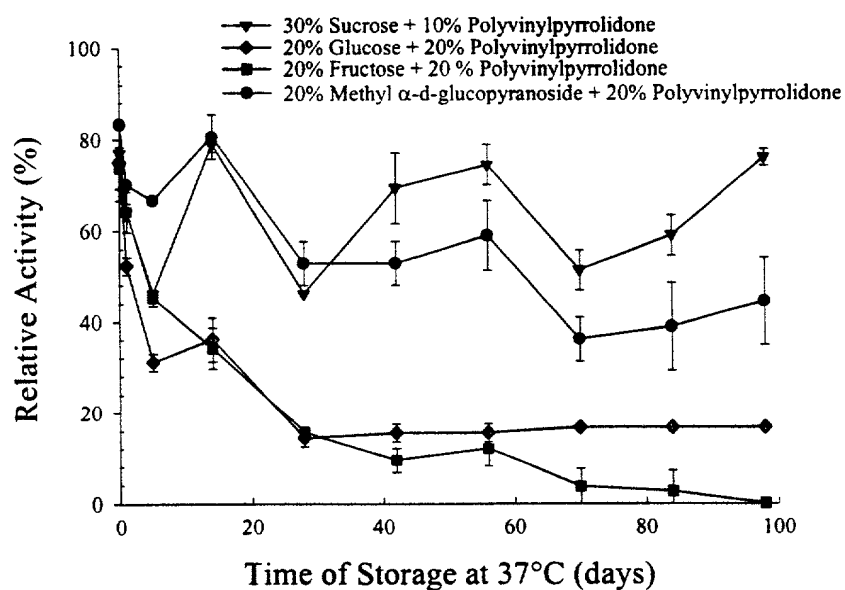 30% Sucrose + 10% Polyvinylpyrrolidone
20% Glucose + 20% Polyvinylpyrrolidone
20% Fructose + 20 % Polyvinylpyrrolidone
20% Methyl α-d-glucopyranoside + 20% Polyvinylpyrrolidone
100
80
60
40
20
0
Relative Activity (%)
0 20 40 60 80 100
Time of Storage at 37°C (days)